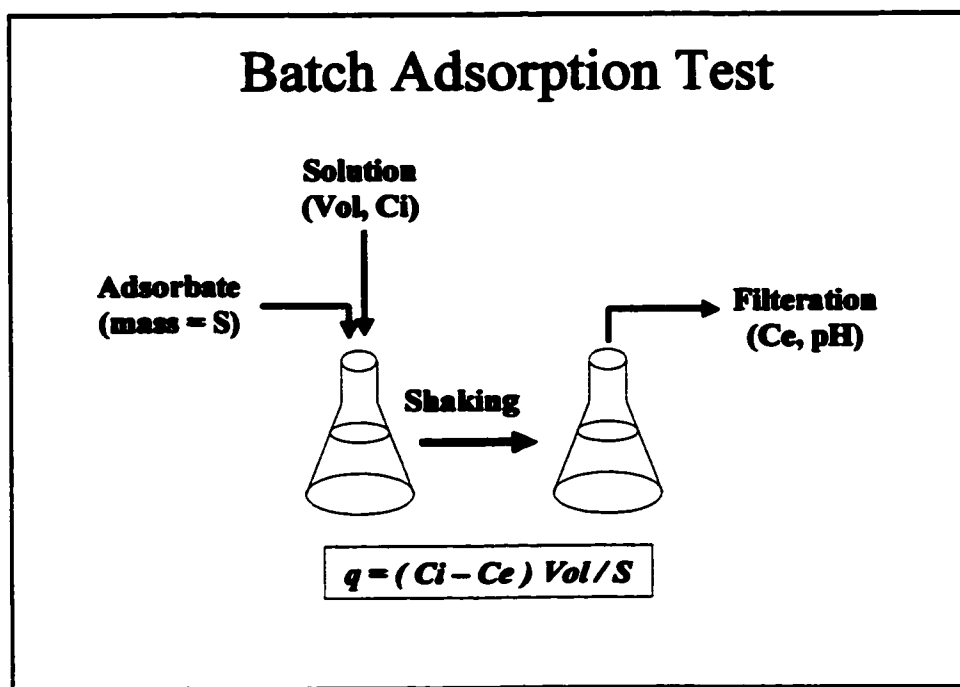 Batch Adsorption Test
Solution
(Vol, Ci)
Adsorbate
(mass = S)
Filteration
(Ce, pH)
Shaking
q = ( Ci – Ce ) Vol / S